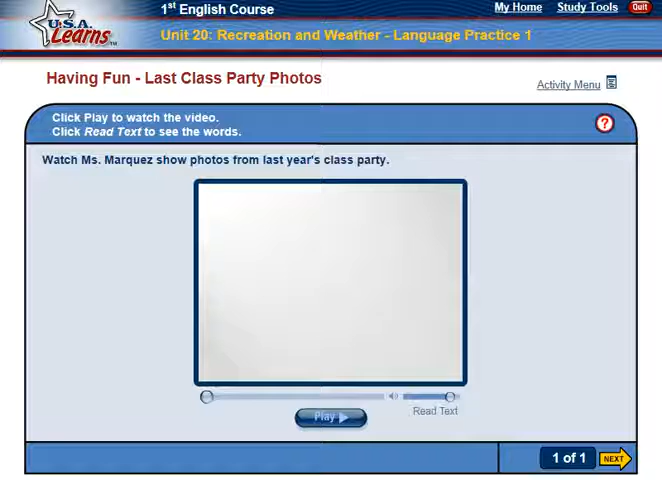 U.S.A.
Learns™
1st English Course
My Home
Study Tools
Quit
Unit 20: Recreation and Weather - Language Practice 1
Having Fun - Last Class Party Photos
Activity Menu
Click Play to watch the video.
Click Read Text to see the words.
?
Watch Ms. Marquez show photos from last year's class party.
Play
Read Text
1 of 1
NEXT